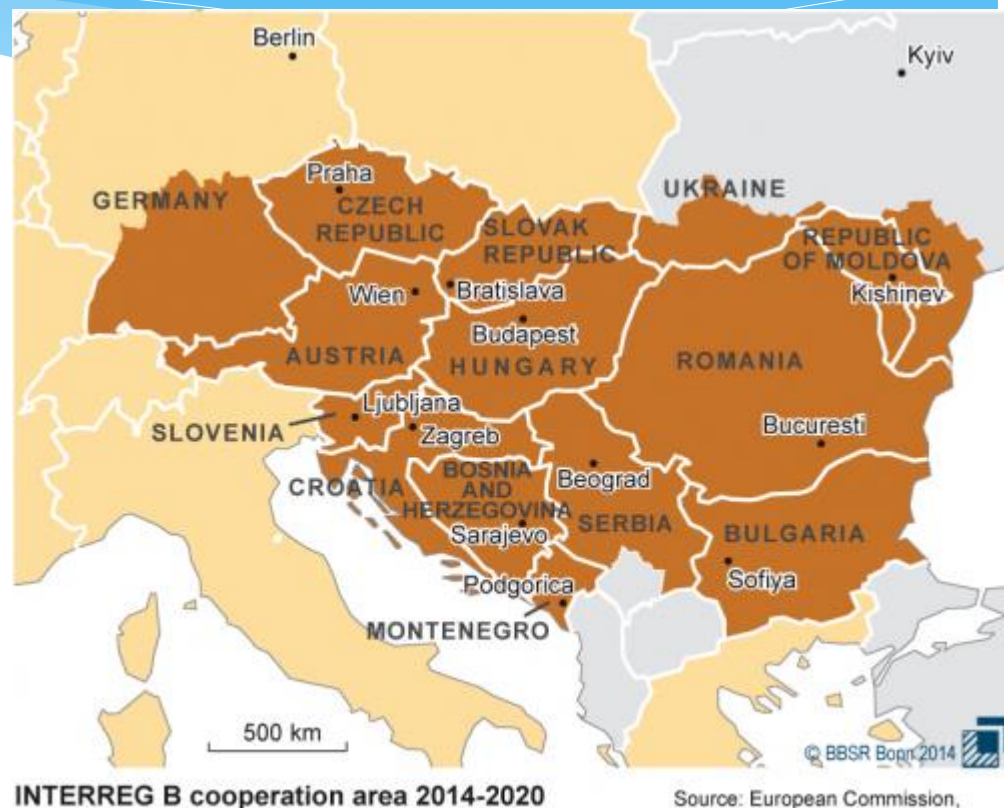 Berlin
Kyiv
Praha
GERMANY
CZECH
REPUBLIC
UKRAINE
SLOVAK
REPUBLIC
REPUBLIC
OF MOLDOVA
Kishinev
Wien
Bratislava
Budapest
AUSTRIA
HUNGARY
ROMANIA
Ljubljana
SLOVENIA
Zagreb
Bucuresti
CROATIA
BOSNIA
AND
HERZEGOVINA
Beograd
Sarajevo
SERBIA
BULGARIA
Sofiya
Podgorica
MONTENEGRO
500 km
© BBSR Bonn 2014
INTERREG B cooperation area 2014-2020
Source: European Commission,